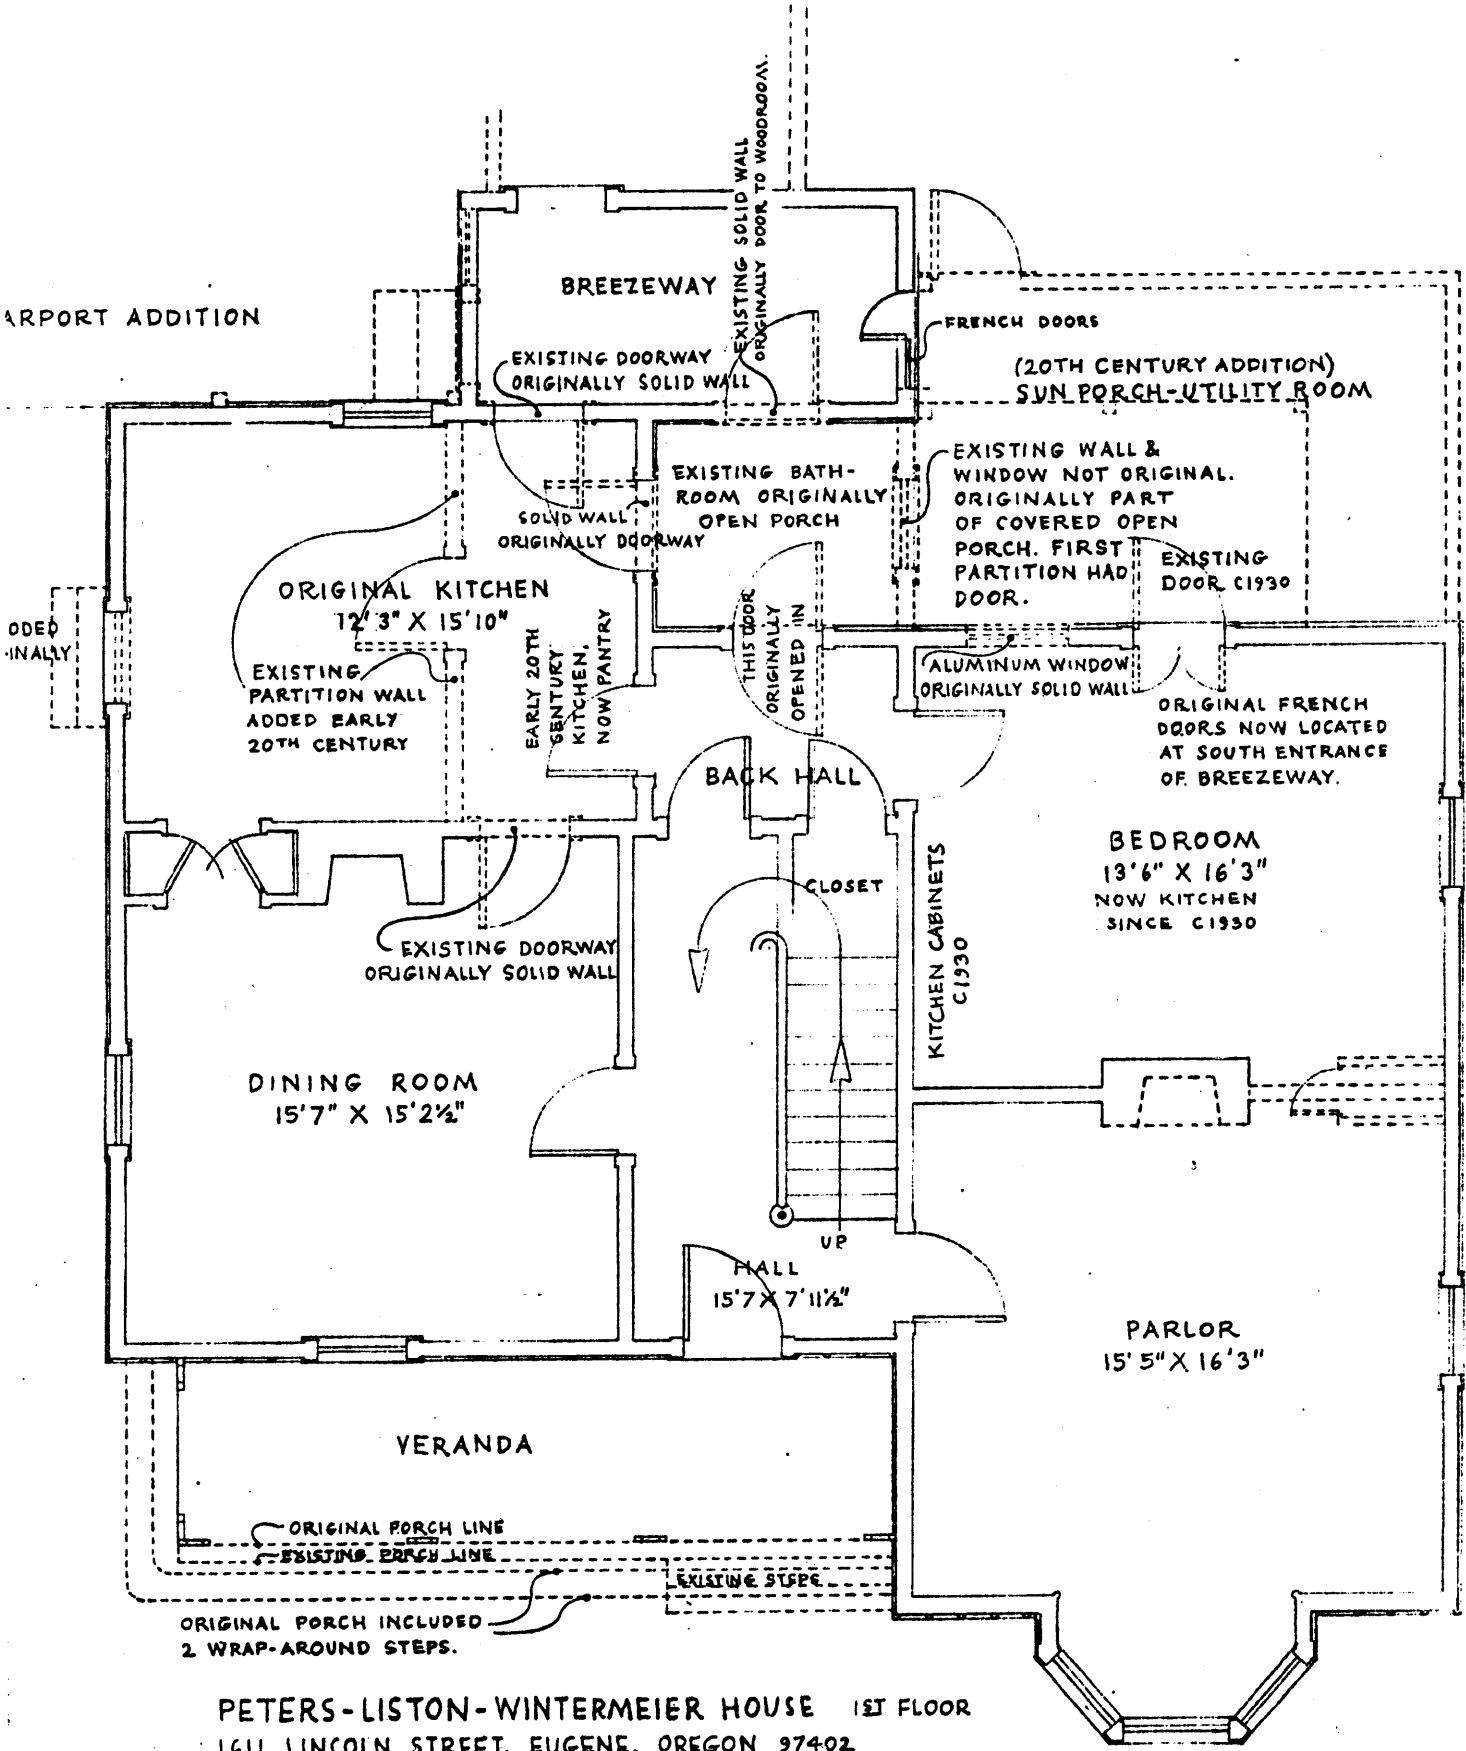 EXISTING SOLID WALL
ORIGINALLY DOOR TO WOODROOM.
BREEZEWAY
ARPORT ADDITION
FRENCH DOORS
EXISTING DOORWAY
ORIGINALLY SOLID WALL
(20TH CENTURY ADDITION)
SUN PORCH-UTILITY ROOM
EXISTING BATH-
ROOM ORIGINALLY
OPEN PORCH
EXISTING WALL &
WINDOW NOT ORIGINAL.
ORIGINALLY PART
OF COVERED OPEN
PORCH. FIRST
PARTITION HAD
DOOR.
SOLID WALL
ORIGINALLY DOORWAY
EXISTING
DOOR C1930
ORIGINAL KITCHEN
12'3" X 15'10"
ODED
INALLY
EXISTING
PARTITION WALL
ADDED EARLY
20TH CENTURY
EARLY 20TH
CENTURY
KITCHEN,
NOW PANTRY
THIS DOOR
ORIGINALLY
OPENED IN
ALUMINUM WINDOW
ORIGINALLY SOLID WALL
ORIGINAL FRENCH
DOORS NOW LOCATED
AT SOUTH ENTRANCE
OF BREEZEWAY.
BACK HALL
CLOSET
KITCHEN CABINETS
C1930
BEDROOM
13'6" X 16'3"
NOW KITCHEN
SINCE C1930
EXISTING DOORWAY
ORIGINALLY SOLID WALL
DINING ROOM
15'7" X 15'2½"
UP
HALL
15'7 X 7'11½"
PARLOR
15'5" X 16'3"
VERANDA
ORIGINAL PORCH LINE
EXISTING PORCH LINE
EXISTING STEPS
ORIGINAL PORCH INCLUDED
2 WRAP-AROUND STEPS.
PETERS-LISTON-WINTERMEIER HOUSE 1ST FLOOR
1611 LINCOLN STREET, EUGENE, OREGON 97402